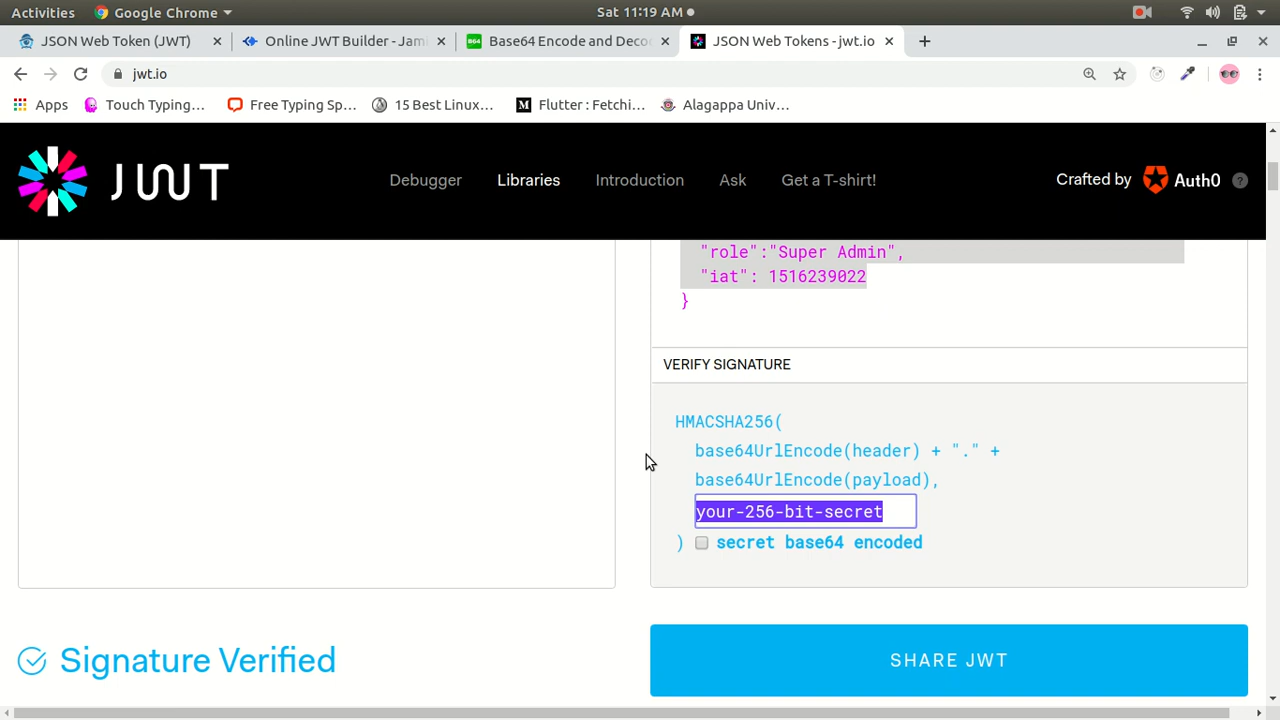 Activities Google Chrome Sat 11:19 AM
JSON Web Token (JWT) Online JWT Builder - Jami Base64 Encode and Deco JSON Web Tokens - jwt.io
jwt.io
Apps Touch Typing... Free Typing Sp... 15 Best Linux... M Flutter : Fetchi... Alagappa Univ...
JWT Debugger Libraries Introduction Ask Get a T-shirt! Crafted by Auth0 ?
"role":"Super Admin",
"iat": 1516239022
}
VERIFY SIGNATURE
HMACSHA256(
base64UrlEncode(header) + "." +
base64UrlEncode(payload),
your-256-bit-secret
) secret base64 encoded
Signature Verified
SHARE JWT